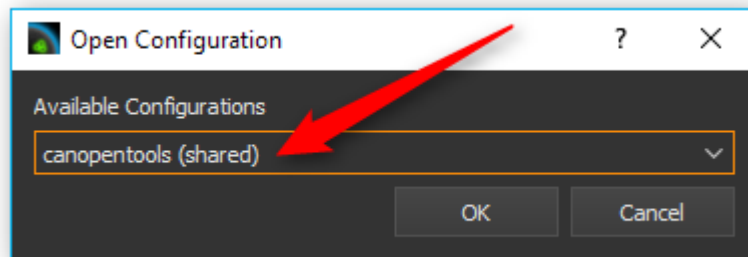 Open Configuration
?
Available Configurations
canopentools (shared)
OK
Cancel